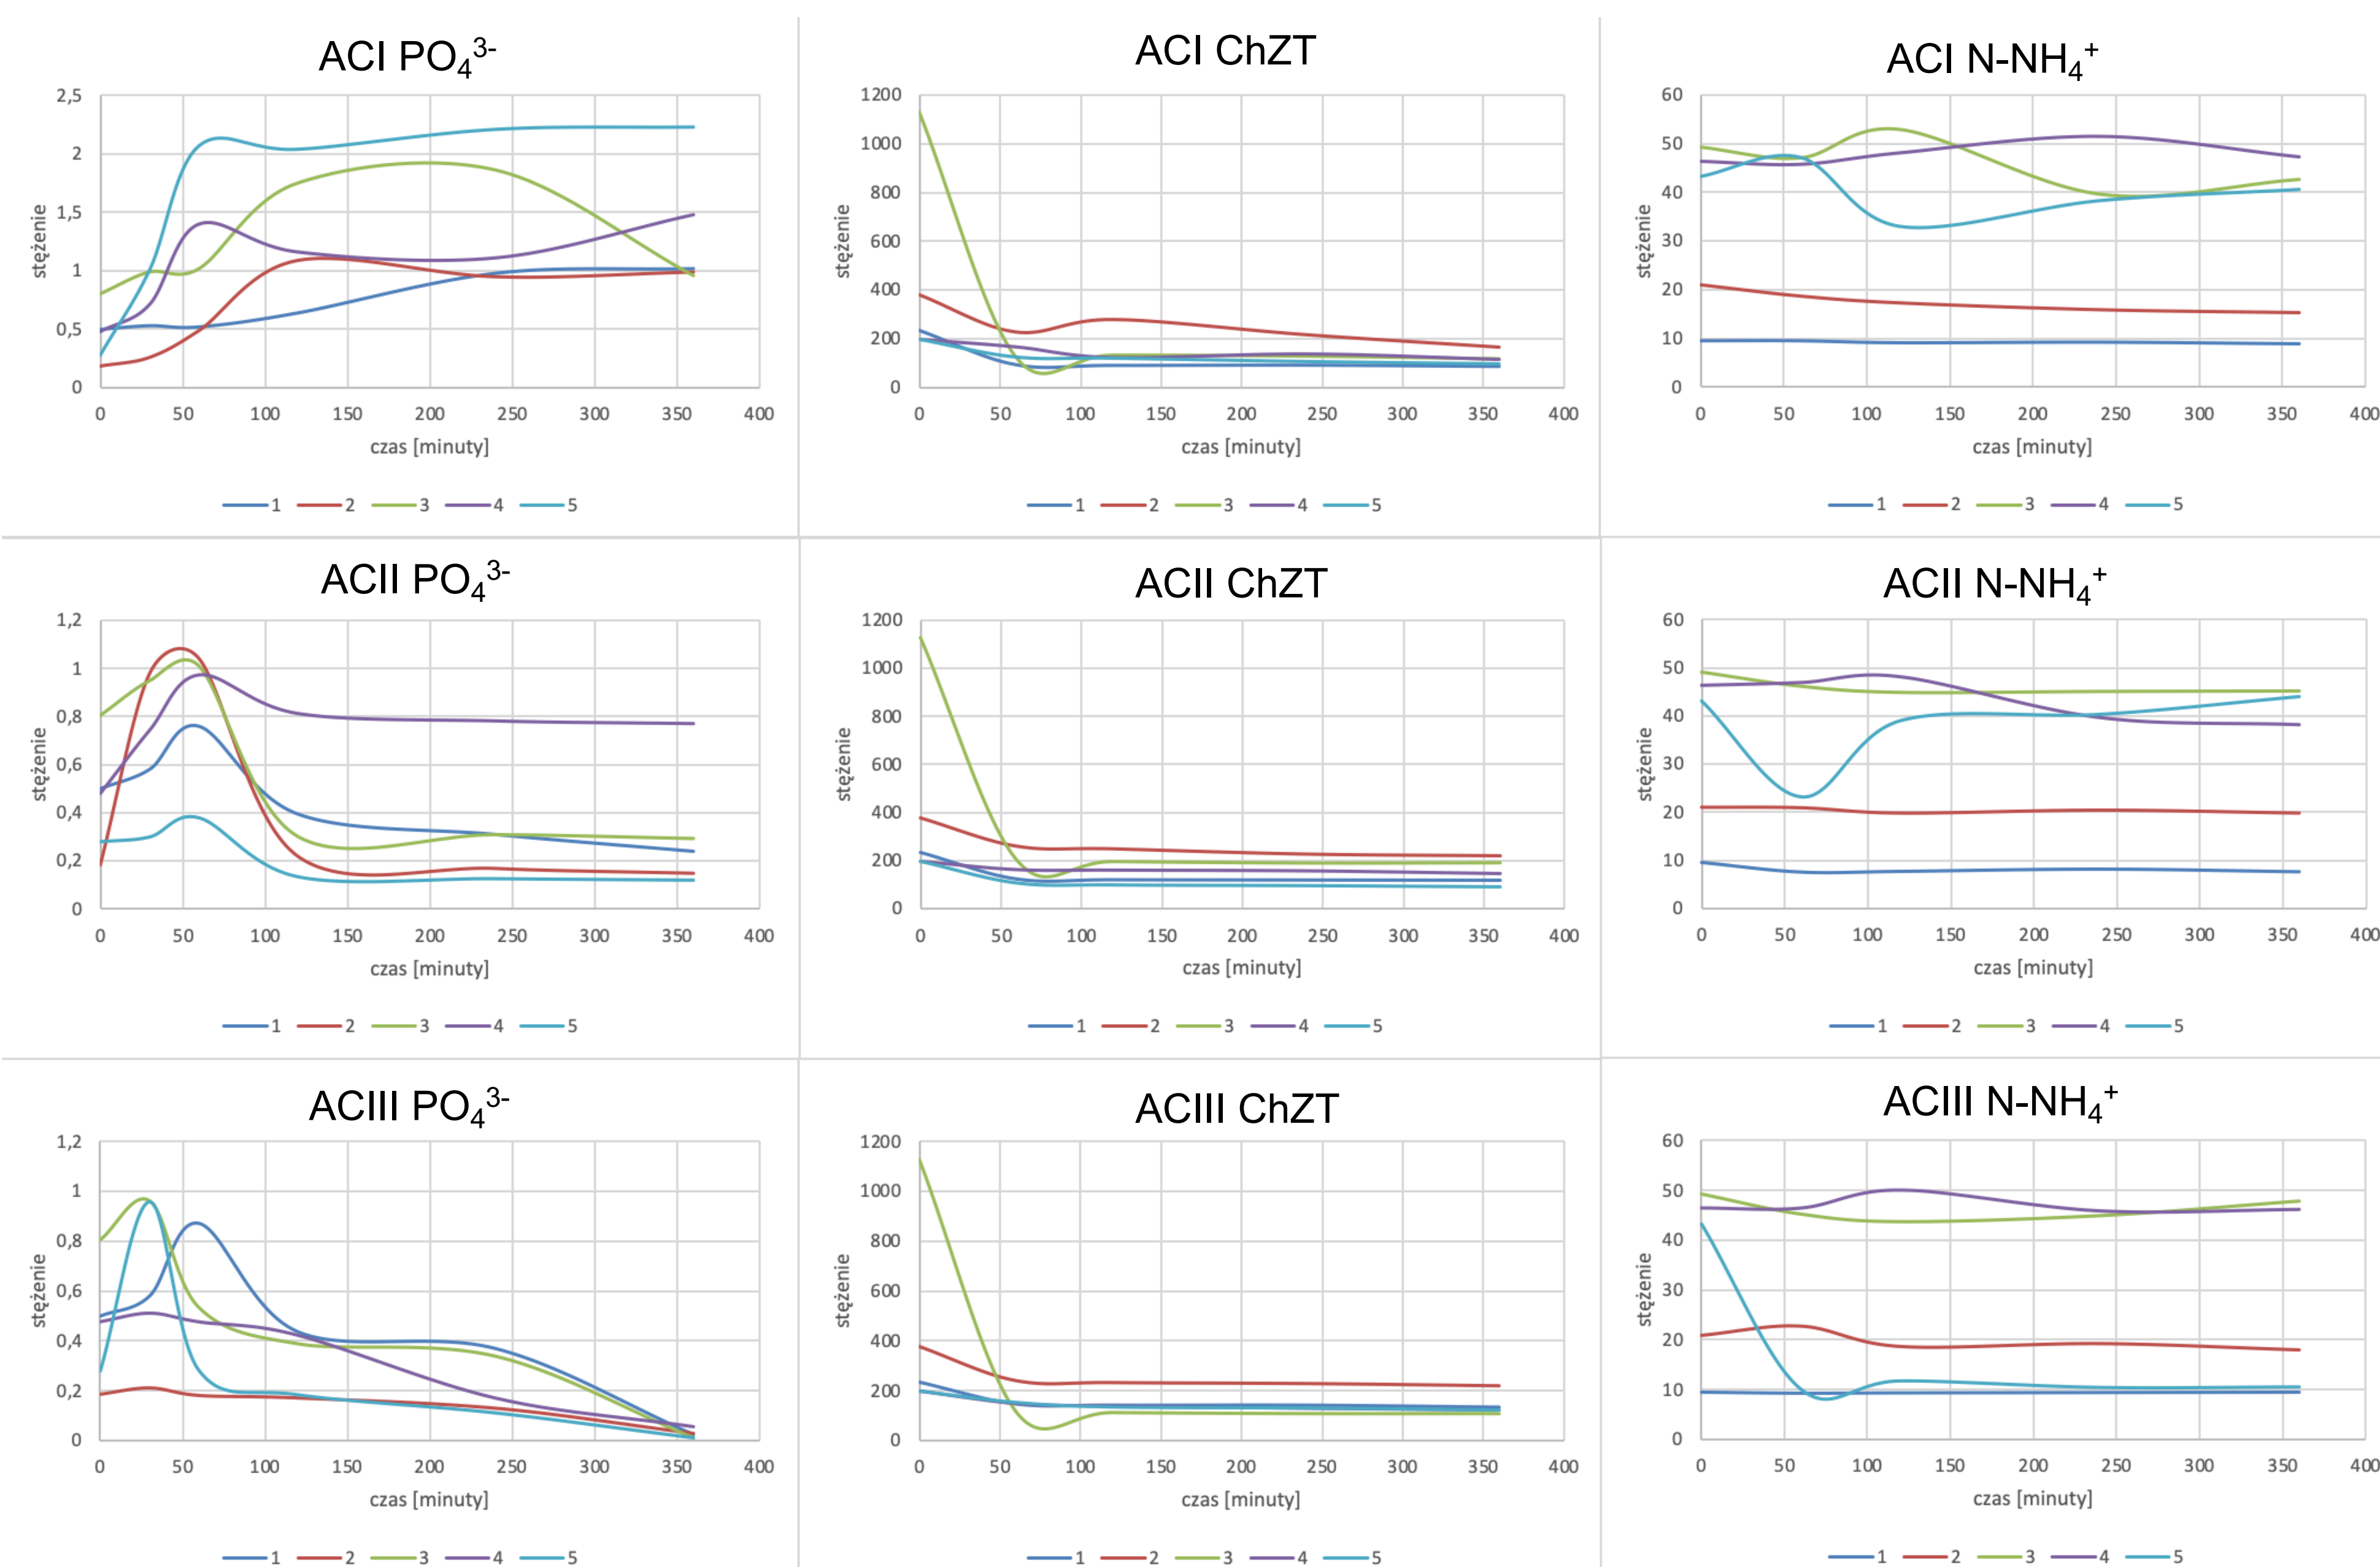 ACI PO₄³⁻
2,5
2
1,5
1
0,5
0
stężenie
0 50 100 150 200 250 300 350 400
czas [minuty]
1 2 3 4 5
ACI ChZT
1200
1000
800
600
400
200
0
stężenie
0 50 100 150 200 250 300 350 400
czas [minuty]
1 2 3 4 5
ACI N-NH₄⁺
60
50
40
30
20
10
0
stężenie
0 50 100 150 200 250 300 350 400
czas [minuty]
1 2 3 4 5
ACII PO₄³⁻
1,2
1
0,8
0,6
0,4
0,2
0
stężenie
0 50 100 150 200 250 300 350 400
czas [minuty]
1 2 3 4 5
ACII ChZT
1200
1000
800
600
400
200
0
stężenie
0 50 100 150 200 250 300 350 400
czas [minuty]
1 2 3 4 5
ACII N-NH₄⁺
60
50
40
30
20
10
0
stężenie
0 50 100 150 200 250 300 350 400
czas [minuty]
1 2 3 4 5
ACIII PO₄³⁻
1,2
1
0,8
0,6
0,4
0,2
0
stężenie
0 50 100 150 200 250 300 350 400
czas [minuty]
1 2 3 4 5
ACIII ChZT
1200
1000
800
600
400
200
0
stężenie
0 50 100 150 200 250 300 350 400
czas [minuty]
1 2 3 4 5
ACIII N-NH₄⁺
60
50
40
30
20
10
0
stężenie
0 50 100 150 200 250 300 350 400
czas [minuty]
1 2 3 4 5